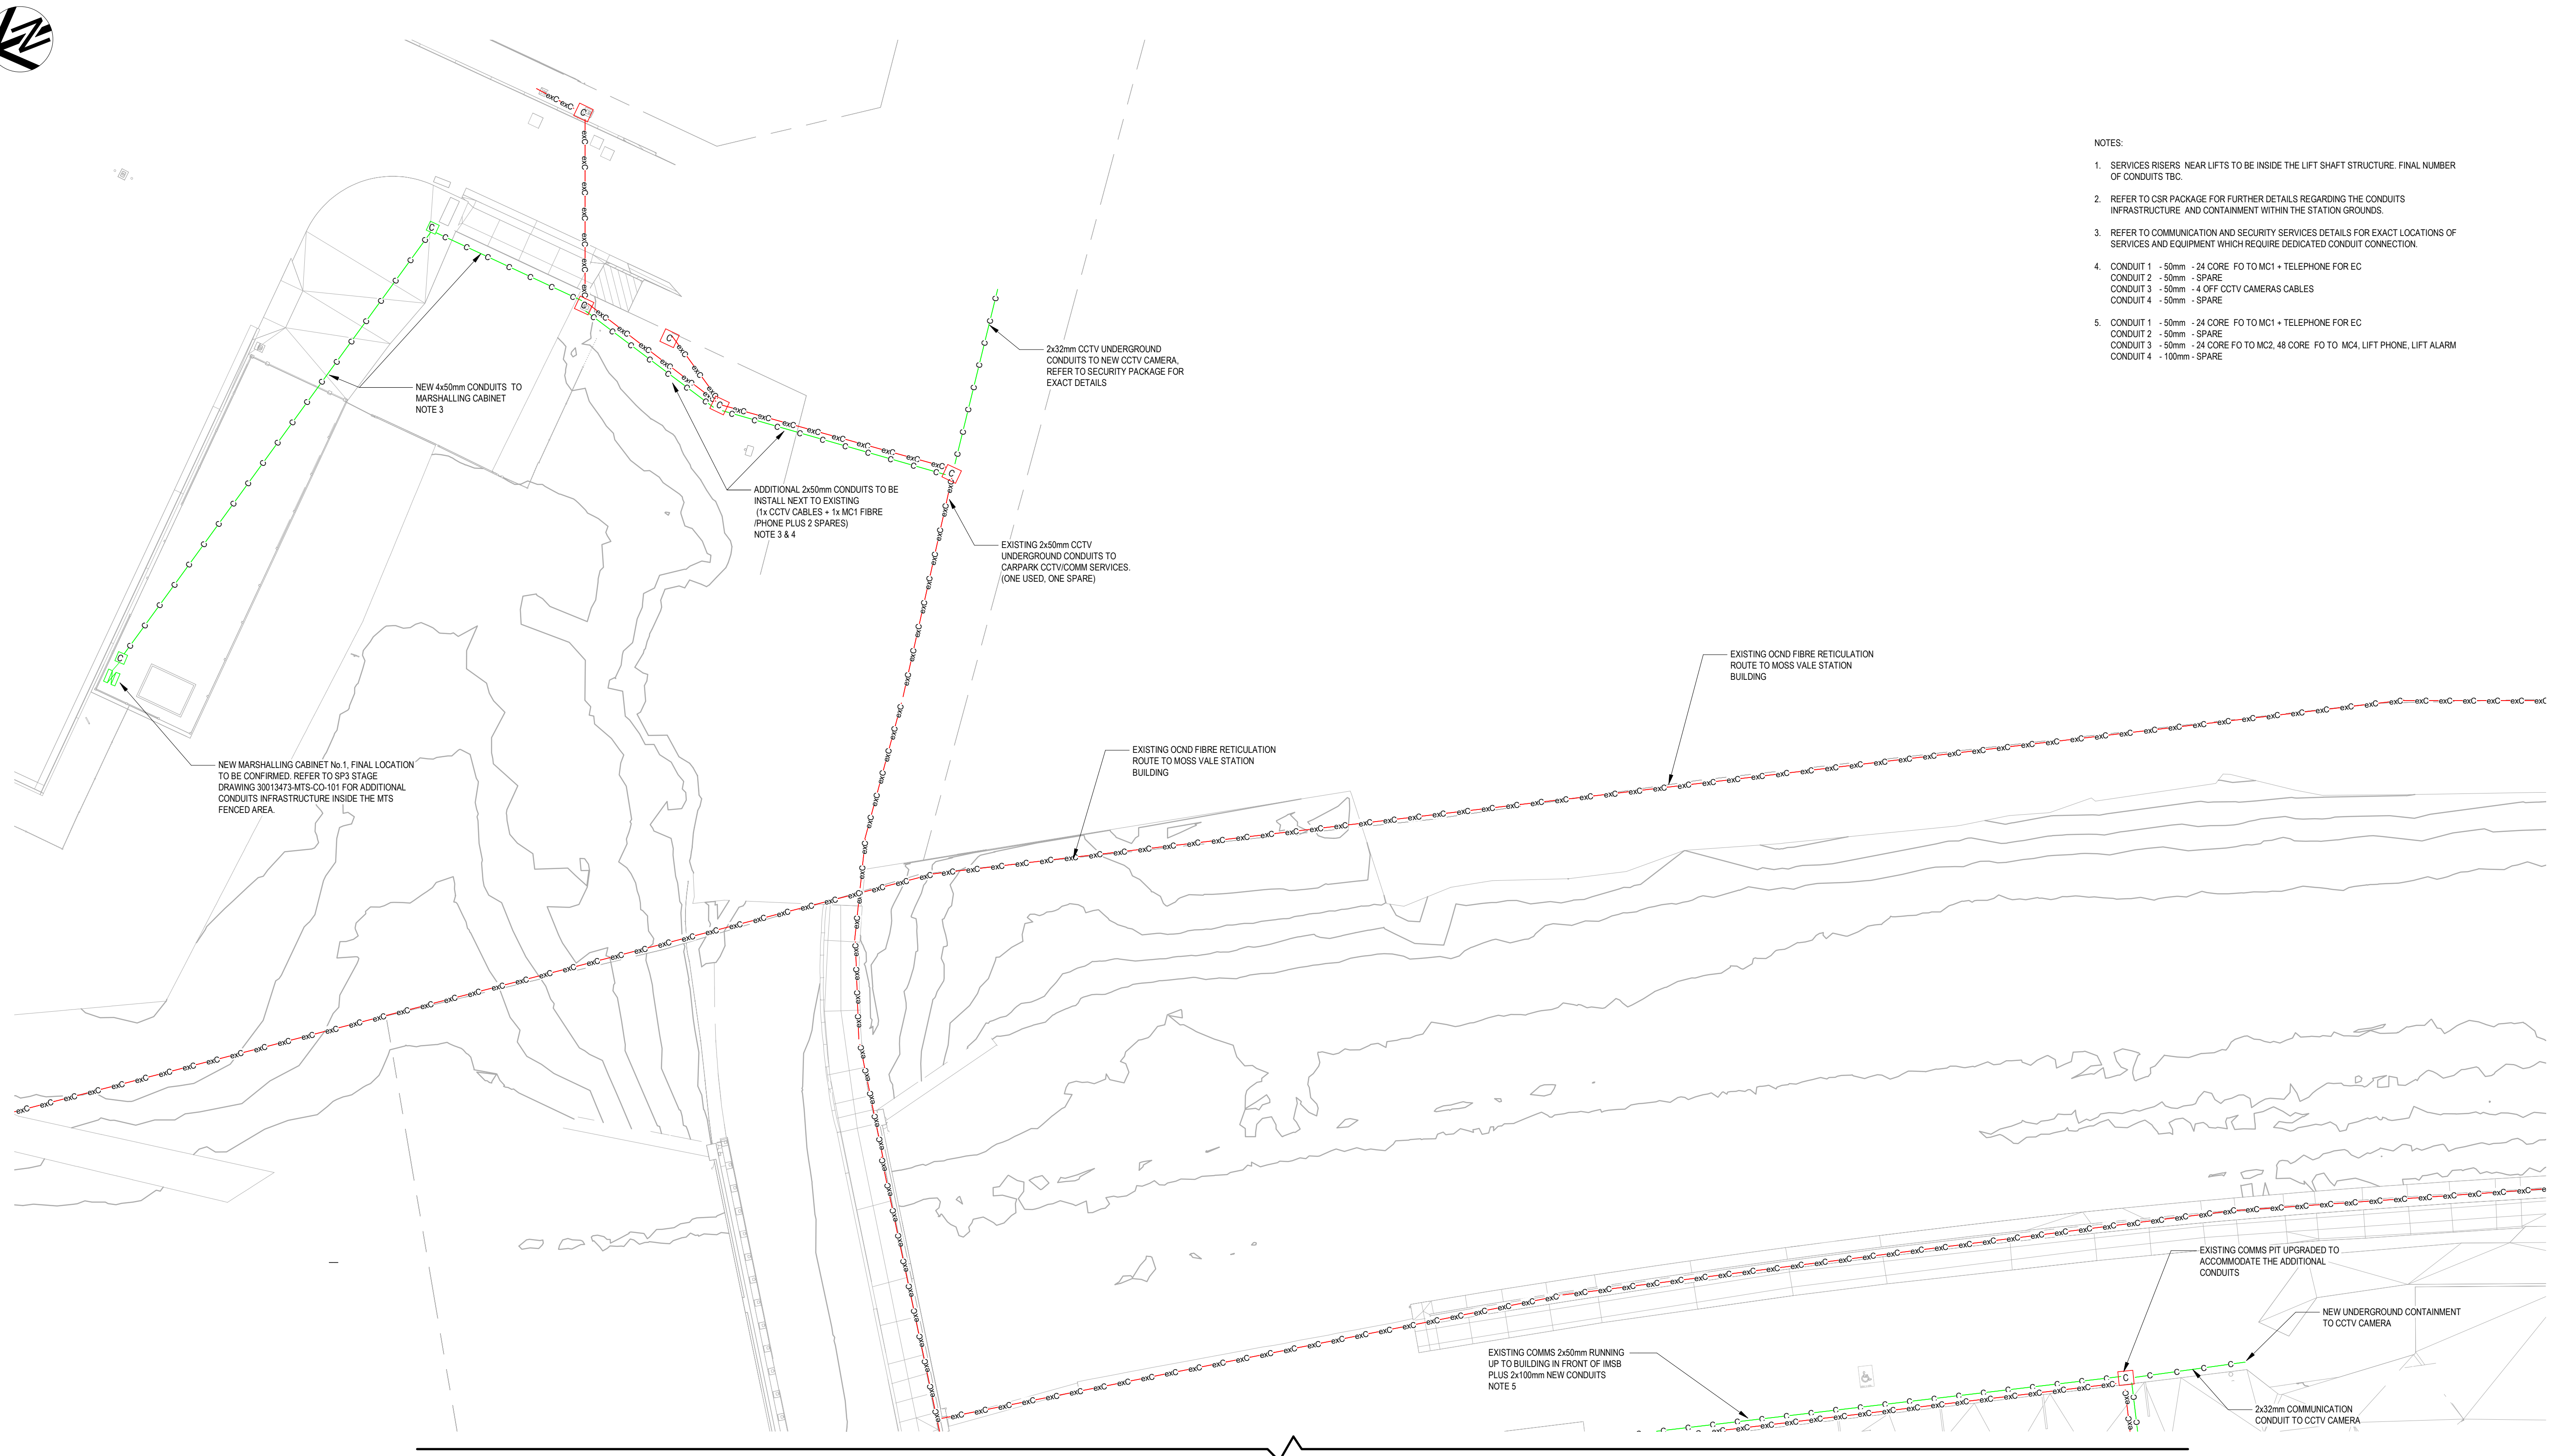 NOTES:
1. SERVICES RISERS NEAR LIFTS TO BE INSIDE THE LIFT SHAFT STRUCTURE. FINAL NUMBER
OF CONDUITS TBC.
2. REFER TO CSR PACKAGE FOR FURTHER DETAILS REGARDING THE CONDUITS
INFRASTRUCTURE AND CONTAINMENT WITHIN THE STATION GROUNDS.
3. REFER TO COMMUNICATION AND SECURITY SERVICES DETAILS FOR EXACT LOCATIONS OF
SERVICES AND EQUIPMENT WHICH REQUIRE DEDICATED CONDUIT CONNECTION.
4. CONDUIT 1 - 50mm - 24 CORE FO TO MC1 + TELEPHONE FOR EC
CONDUIT 2 - 50mm - SPARE
CONDUIT 3 - 50mm - 4 OFF CCTV CAMERAS CABLES
CONDUIT 4 - 50mm - SPARE
5. CONDUIT 1 - 50mm - 24 CORE FO TO MC1 + TELEPHONE FOR EC
CONDUIT 2 - 50mm - SPARE
CONDUIT 3 - 50mm - 24 CORE FO TO MC2, 48 CORE FO TO MC4, LIFT PHONE, LIFT ALARM
CONDUIT 4 - 100mm - SPARE
2x32mm CCTV UNDERGROUND
CONDUITS TO NEW CCTV CAMERA,
REFER TO SECURITY PACKAGE FOR
EXACT DETAILS
NEW 4x50mm CONDUITS TO
MARSHALLING CABINET
NOTE 3
ADDITIONAL 2x50mm CONDUITS TO BE
INSTALL NEXT TO EXISTING
(1x CCTV CABLES + 1x MC1 FIBRE
/PHONE PLUS 2 SPARES)
NOTE 3 & 4
EXISTING 2x50mm CCTV
UNDERGROUND CONDUITS TO
CARPARK CCTV/COMM SERVICES.
(ONE USED, ONE SPARE)
EXISTING OCND FIBRE RETICULATION
ROUTE TO MOSS VALE STATION
BUILDING
EXISTING OCND FIBRE RETICULATION
ROUTE TO MOSS VALE STATION
BUILDING
NEW MARSHALLING CABINET No.1, FINAL LOCATION
TO BE CONFIRMED. REFER TO SP3 STAGE
DRAWING 30013473-MTS-CO-101 FOR ADDITIONAL
CONDUITS INFRASTRUCTURE INSIDE THE MTS
FENCED AREA.
EXISTING COMMS PIT UPGRADED TO
ACCOMMODATE THE ADDITIONAL
CONDUITS
NEW UNDERGROUND CONTAINMENT
TO CCTV CAMERA
EXISTING COMMS 2x50mm RUNNING
UP TO BUILDING IN FRONT OF IMSB
PLUS 2x100mm NEW CONDUITS
NOTE 5
2x32mm COMMUNICATION
CONDUIT TO CCTV CAMERA